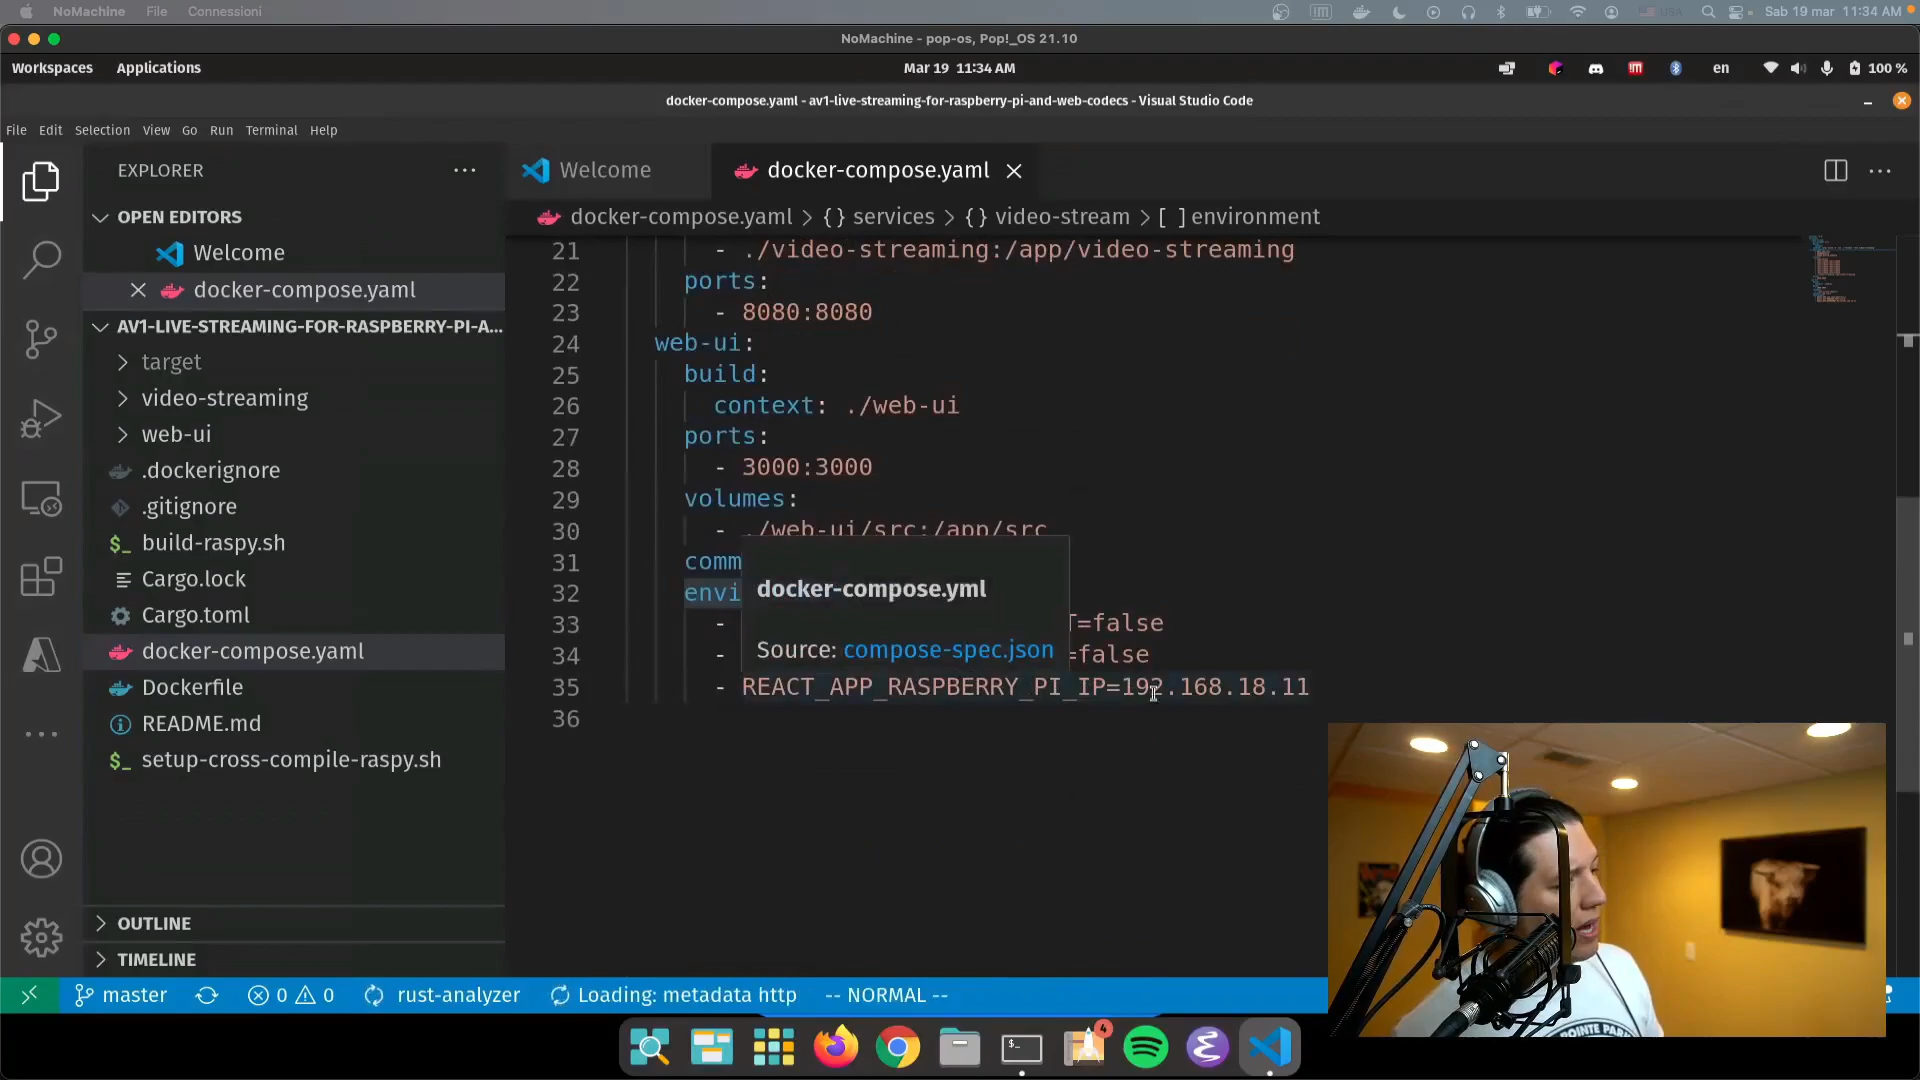 NoMachine File Connessioni
USA Sab 19 mar 11:34 AM
NoMachine - pop-os, Pop!_OS 21.10
Workspaces Applications Mar 19 11:34 AM en 100 %
docker-compose.yaml - av1-live-streaming-for-raspberry-pi-and-web-codecs - Visual Studio Code
File Edit Selection View Go Run Terminal Help
EXPLORER
OPEN EDITORS
Welcome
docker-compose.yaml
AV1-LIVE-STREAMING-FOR-RASPBERRY-PI-A...
target
video-streaming
web-ui
.dockerignore
.gitignore
build-raspy.sh
Cargo.lock
Cargo.toml
docker-compose.yaml
Dockerfile
README.md
setup-cross-compile-raspy.sh
OUTLINE
TIMELINE
Welcome docker-compose.yaml
docker-compose.yaml > {} services > {} video-stream > [ ] environment
21 - ./video-streaming:/app/video-streaming
22 ports:
23 - 8080:8080
24 web-ui:
25 build:
26 context: ./web-ui
27 ports:
28 - 3000:3000
29 volumes:
30 - ./web-ui/src:/app/src
31 comm
32 envi
33 - T=false
34 - =false
35 - REACT_APP_RASPBERRY_PI_IP=192.168.18.11
36
docker-compose.yml
Source: compose-spec.json
master 0 0 rust-analyzer Loading: metadata http -- NORMAL --
4
POINTE PARK